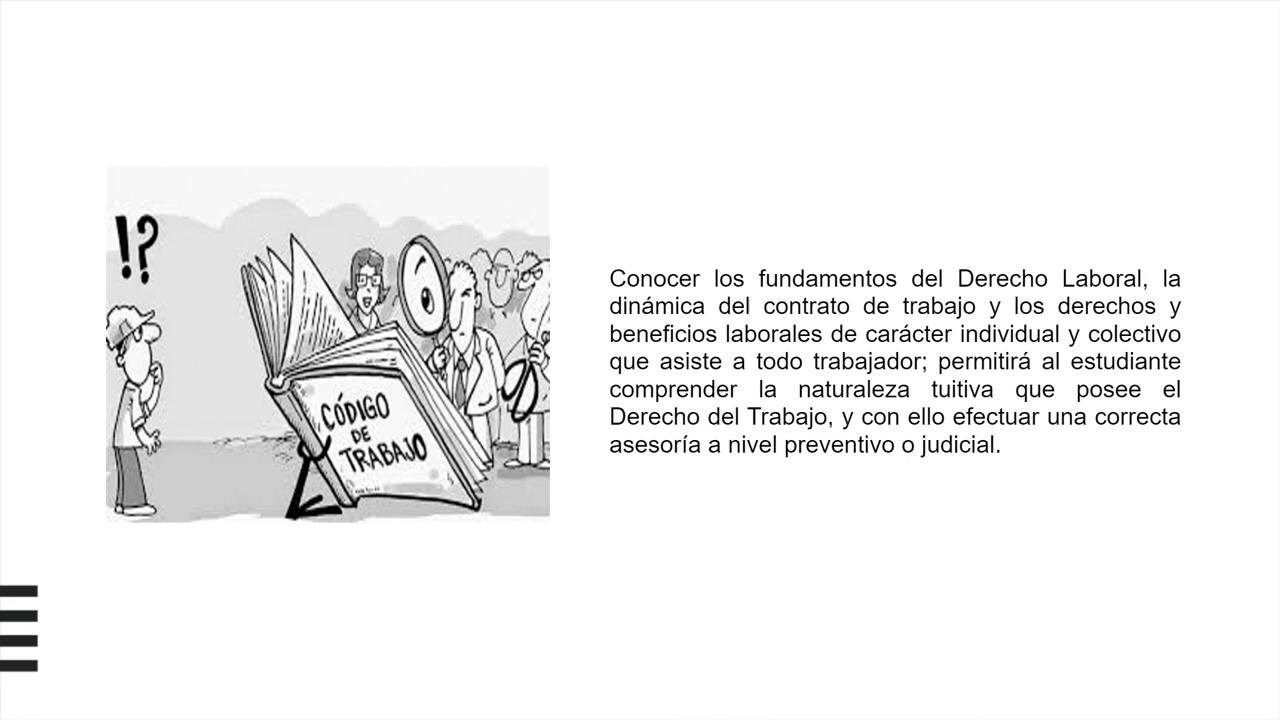 !?
CÓDIGO
DE
TRABAJO
Conocer los fundamentos del Derecho Laboral, la
dinámica del contrato de trabajo y los derechos y
beneficios laborales de carácter individual y colectivo
que asiste a todo trabajador; permitirá al estudiante
comprender la naturaleza tuitiva que posee el
Derecho del Trabajo, y con ello efectuar una correcta
asesoría a nivel preventivo o judicial.